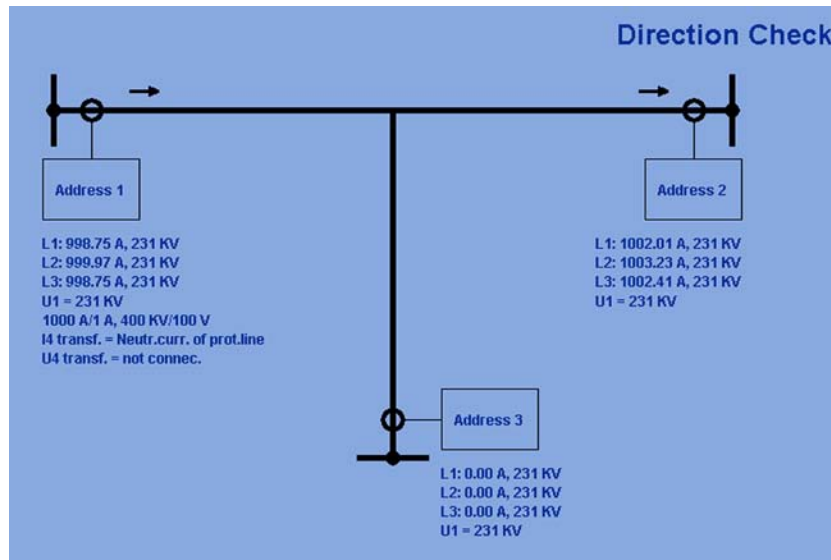 Direction Check
Address 1
L1: 998.75 A, 231 KV
L2: 999.97 A, 231 KV
L3: 998.75 A, 231 KV
U1 = 231 KV
1000 A/1 A, 400 KV/100 V
I4 transf. = Neutr.curr. of prot.line
U4 transf. = not connec.
Address 2
L1: 1002.01 A, 231 KV
L2: 1003.23 A, 231 KV
L3: 1002.41 A, 231 KV
U1 = 231 KV
Address 3
L1: 0.00 A, 231 KV
L2: 0.00 A, 231 KV
L3: 0.00 A, 231 KV
U1 = 231 KV